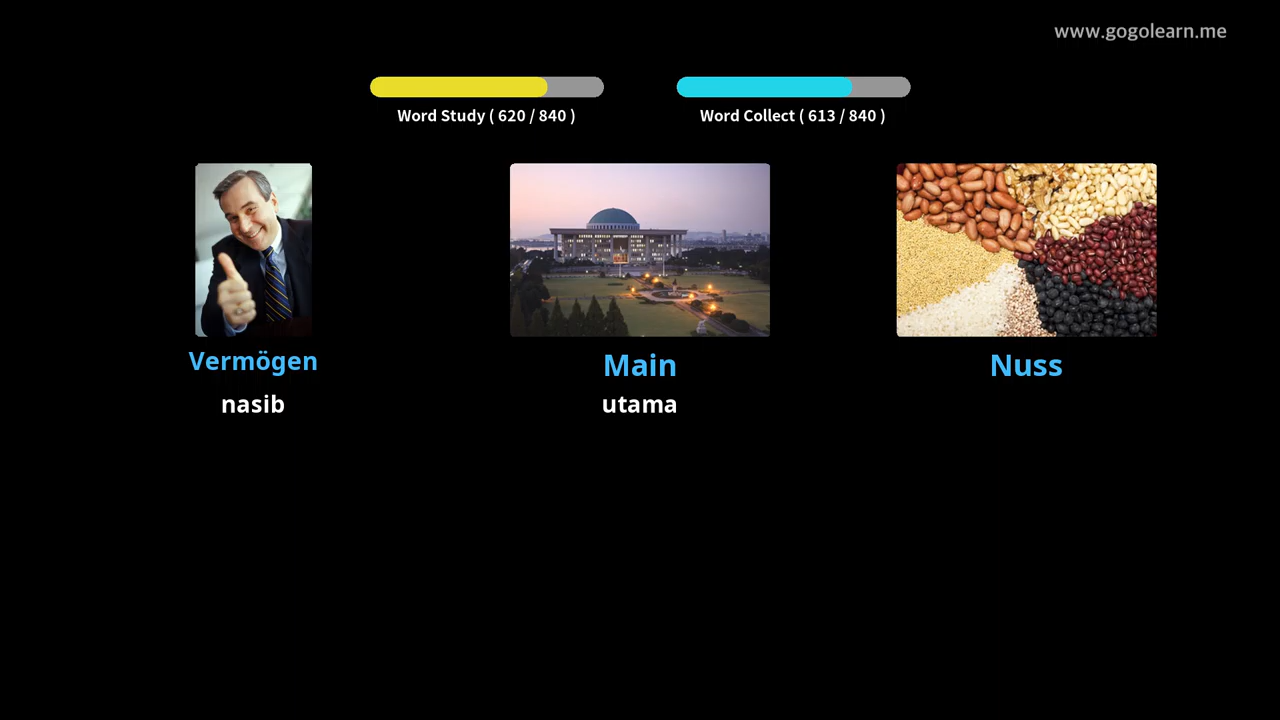 www.gogolearn.me
Word Study ( 620 / 840 )
Word Collect ( 613 / 840 )
Vermögen
Main
Nuss
nasib
utama